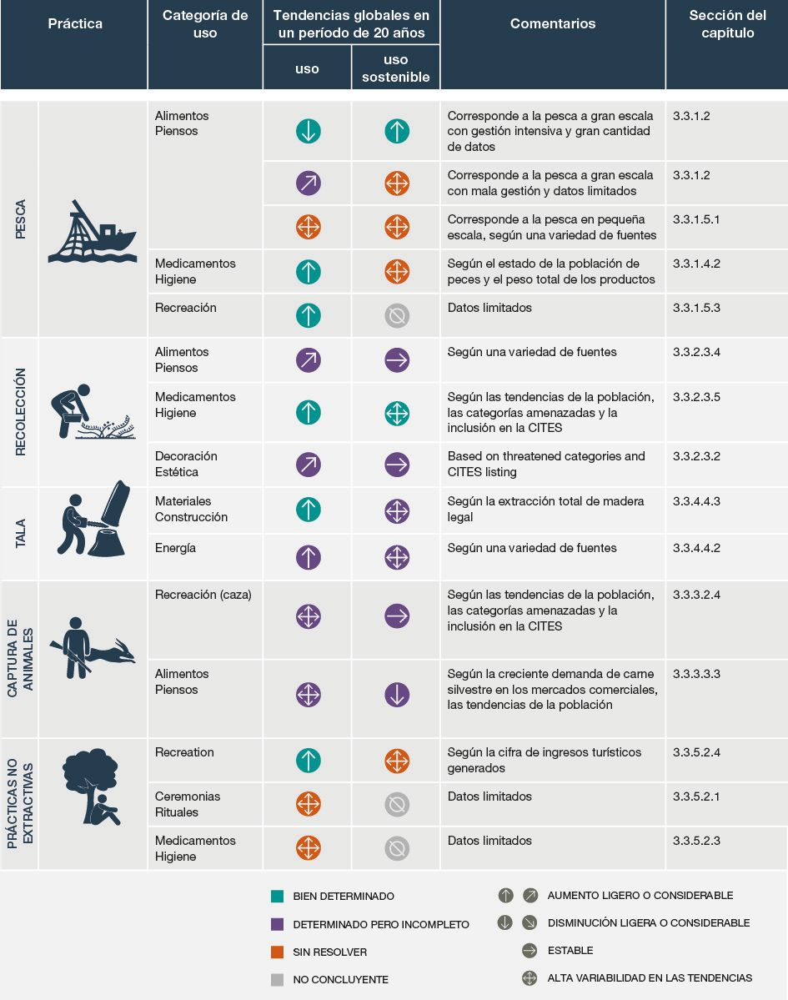 Práctica
Categoría de
uso
Tendencias globales en
un período de 20 años
uso
uso
sostenible
Comentarios
Sección del
capítulo
PESCA
Alimentos
Piensos
Corresponde a la pesca a gran escala
con gestión intensiva y gran cantidad
de datos
3.3.1.2
Corresponde a la pesca a gran escala
con mala gestión y datos limitados
3.3.1.2
Corresponde a la pesca en pequeña
escala, según una variedad de fuentes
3.3.1.5.1
Medicamentos
Higiene
Según el estado de la población de
peces y el peso total de los productos
3.3.1.4.2
Recreación
Datos limitados
3.3.1.5.3
RECOLECCIÓN
Alimentos
Piensos
Según una variedad de fuentes
3.3.2.3.4
Medicamentos
Higiene
Según las tendencias de la población,
las categorías amenazadas y la
inclusión en la CITES
3.3.2.3.5
Decoración
Estética
Based on threatened categories and
CITES listing
3.3.2.3.2
TALA
Materiales
Construcción
Según la extracción total de madera
legal
3.3.4.4.3
Energía
Según una variedad de fuentes
3.3.4.4.2
CAPTURA DE
ANIMALES
Recreación (caza)
Según las tendencias de la población,
las categorías amenazadas y la
inclusión en la CITES
3.3.3.2.4
Alimentos
Piensos
Según la creciente demanda de carne
silvestre en los mercados comerciales,
las tendencias de la población
3.3.3.3.3
PRÁCTICAS NO
EXTRACTIVAS
Recreation
Según la cifra de ingresos turísticos
generados
3.3.5.2.4
Ceremonias
Rituales
Datos limitados
3.3.5.2.1
Medicamentos
Higiene
Datos limitados
3.3.5.2.3
BIEN DETERMINADO
DETERMINADO PERO INCOMPLETO
SIN RESOLVER
NO CONCLUYENTE
AUMENTO LIGERO O CONSIDERABLE
DISMINUCIÓN LIGERA O CONSIDERABLE
ESTABLE
ALTA VARIABILIDAD EN LAS TENDENCIAS